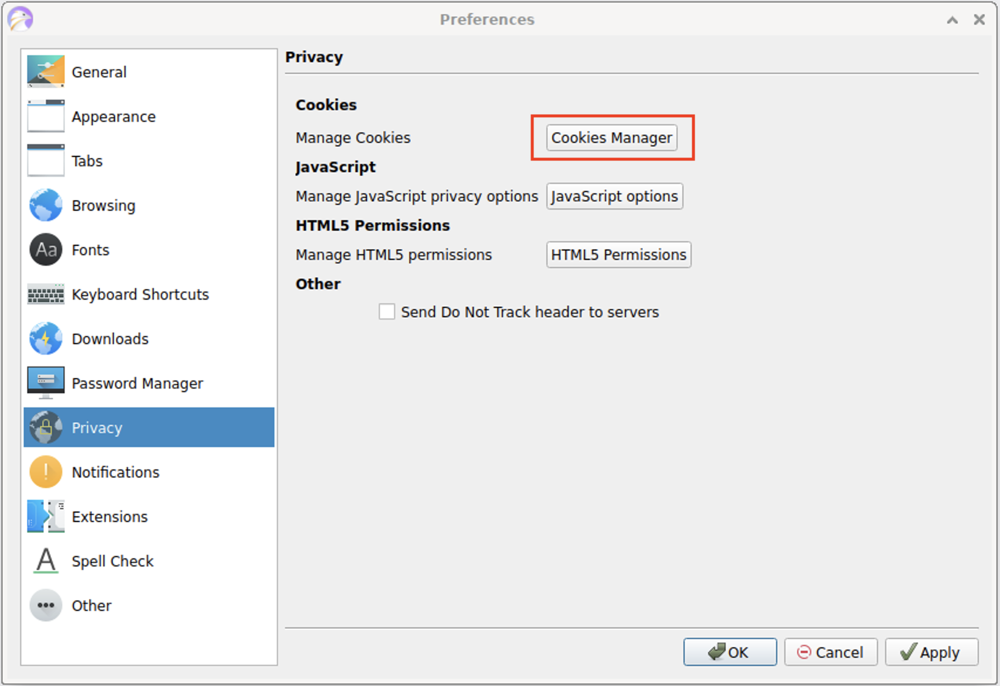 Preferences
General
Appearance
Tabs
Browsing
Aa Fonts
Keyboard Shortcuts
Downloads
Password Manager
Privacy
Notifications
Extensions
A Spell Check
Other
Privacy
Cookies
Manage Cookies Cookies Manager
JavaScript
Manage JavaScript privacy options JavaScript options
HTML5 Permissions
Manage HTML5 permissions HTML5 Permissions
Other
Send Do Not Track header to servers
OK Cancel Apply